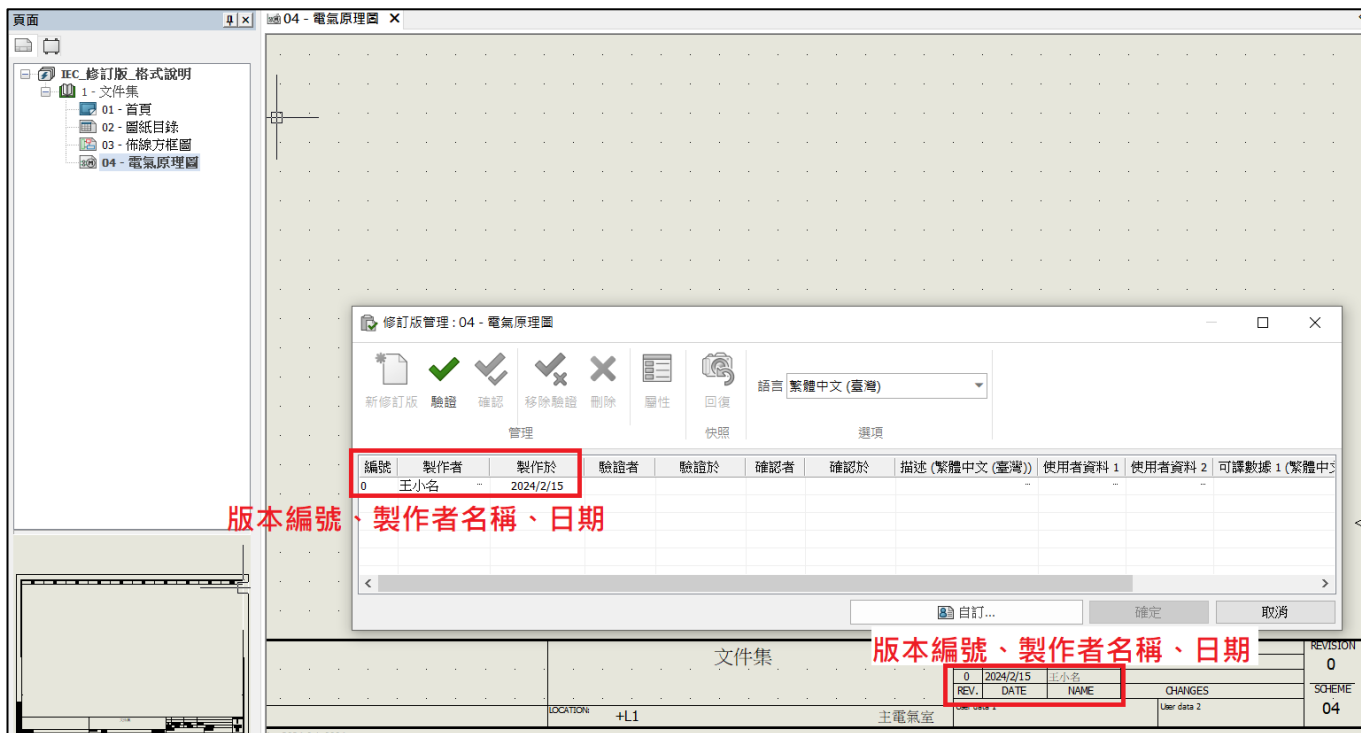 頁面
04 - 電氣原理圖
IEC_修訂版_格式說明
1 - 文件集
01 - 首頁
02 - 圖紙目錄
03 - 佈線方框圖
04 - 電氣原理圖
修訂版管理 : 04 - 電氣原理圖
新修訂版 驗證 確認 移除驗證 刪除 屬性 回復
語言 繁體中文 (臺灣)
管理 快照 選項
編號 製作者 製作於 驗證者 驗證於 確認者 確認於 描述 (繁體中文 (臺灣)) 使用者資料 1 使用者資料 2 可譯數據 1 (繁體中文
0 王小名 2024/2/15
版本編號、製作者名稱、日期
自訂... 確定 取消
版本編號、製作者名稱、日期
文件集
REVISION
0
0 2024/2/15 王小名
REV. DATE NAME CHANGES
SCHEME
04
LOCATION: +L1 主電氣室
User data 1 User data 2